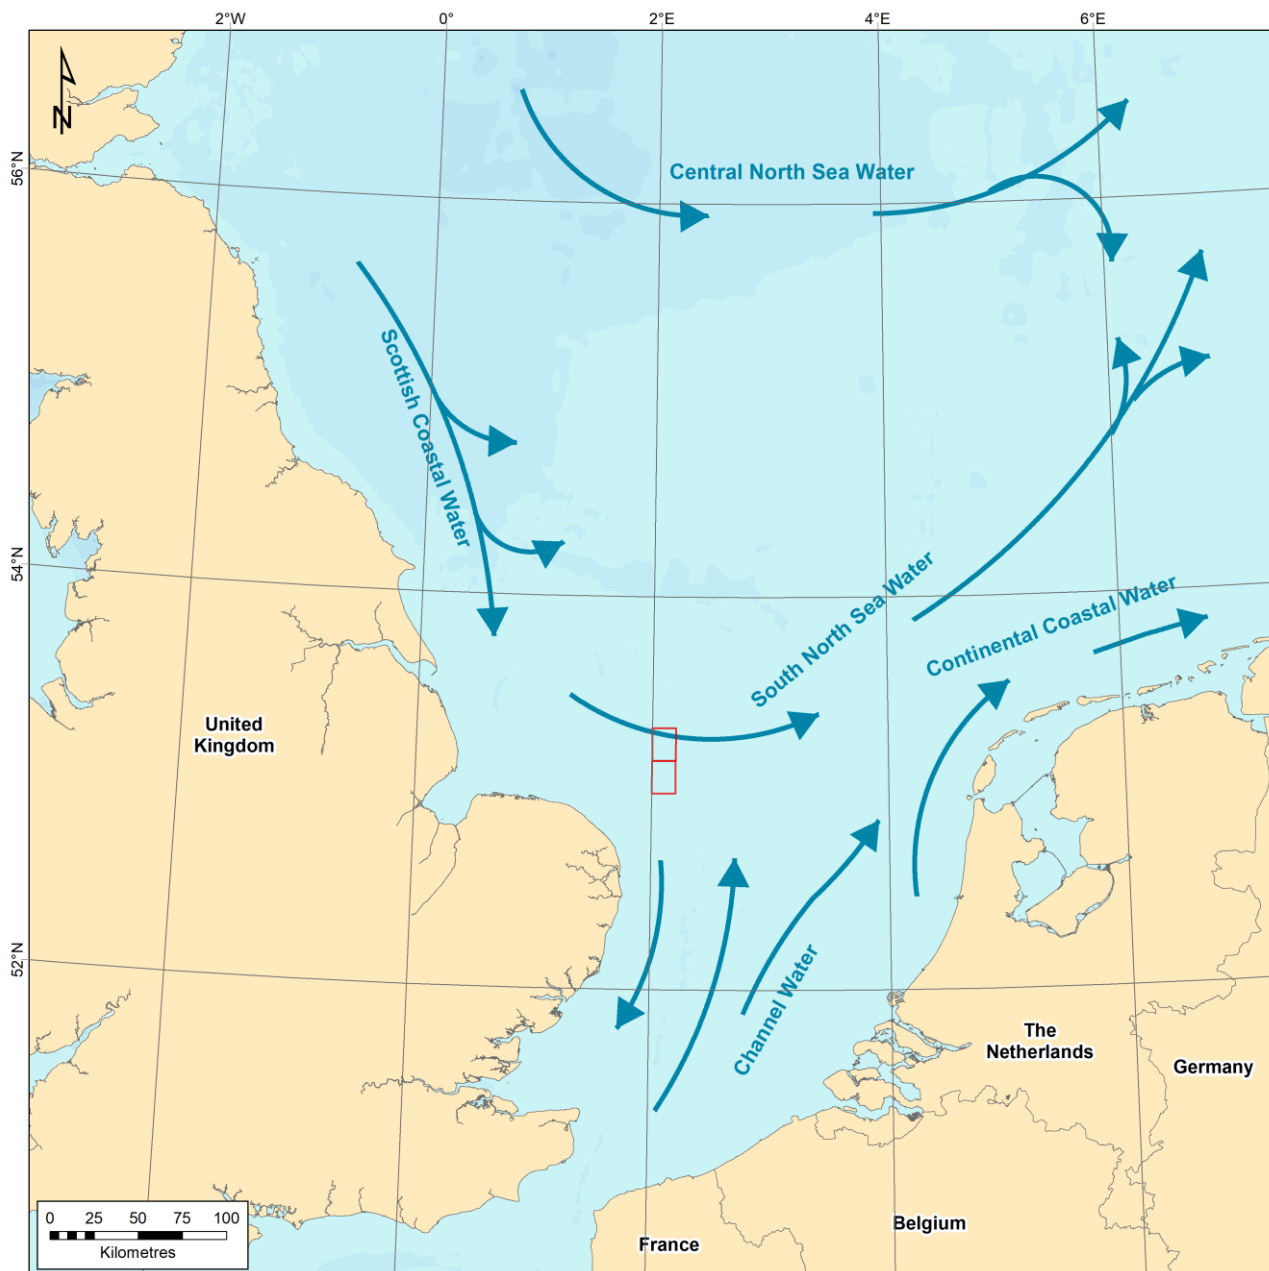 2°W 0° 2°E 4°E 6°E
N
56°N
54°N
52°N
Central North Sea Water
Scottish Coastal Water
South North Sea Water
Continental Coastal Water
Channel Water
United
Kingdom
The
Netherlands
Germany
Belgium
France
0 25 50 75 100
Kilometres